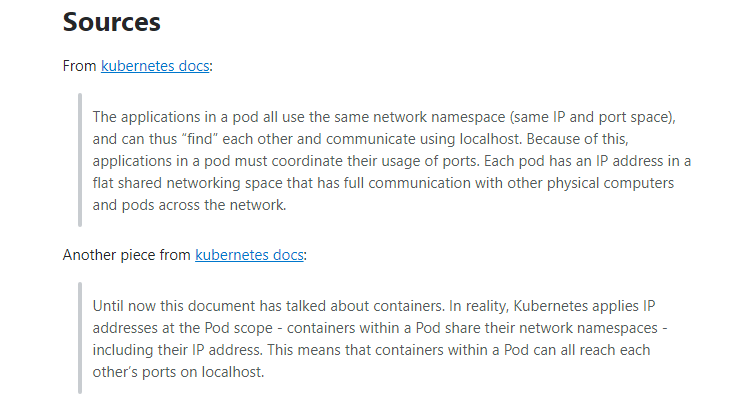 Sources
From kubernetes docs:
The applications in a pod all use the same network namespace (same IP and port space),
and can thus “find” each other and communicate using localhost. Because of this,
applications in a pod must coordinate their usage of ports. Each pod has an IP address in a
flat shared networking space that has full communication with other physical computers
and pods across the network.
Another piece from kubernetes docs:
Until now this document has talked about containers. In reality, Kubernetes applies IP
addresses at the Pod scope - containers within a Pod share their network namespaces -
including their IP address. This means that containers within a Pod can all reach each
other’s ports on localhost.